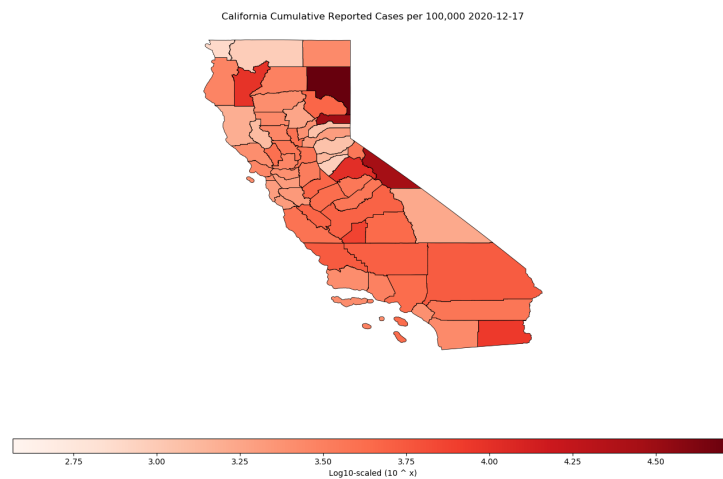 California Cumulative Reported Cases per 100,000 2020-12-17
2.75 3.00 3.25 3.50 3.75 4.00 4.25 4.50
Log10-scaled (10 ^ x)